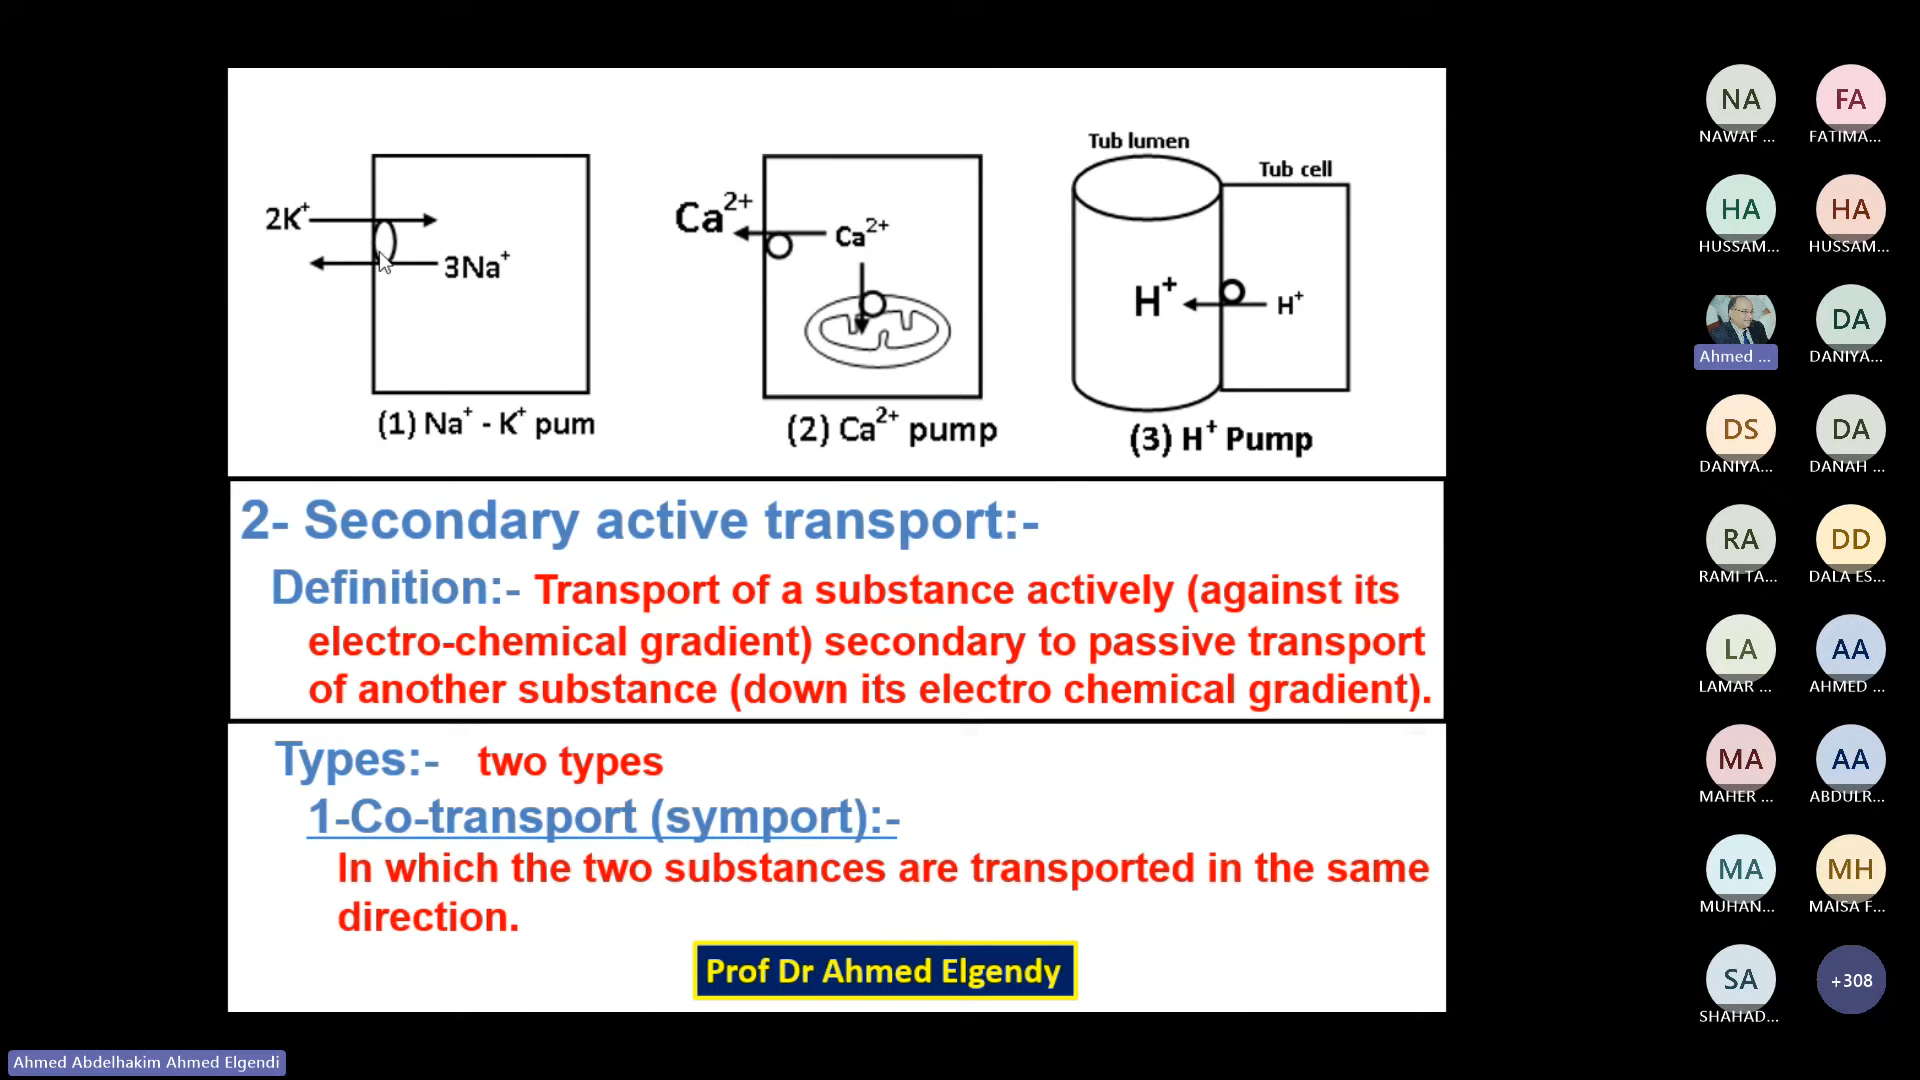 Tub lumen
Tub cell
2K+
3Na+
Ca2+
Ca2+
H+
H+
(1) Na+ - K+ pum
(2) Ca2+ pump
(3) H+ Pump
2- Secondary active transport:-
Definition:- Transport of a substance actively (against its
electro-chemical gradient) secondary to passive transport
of another substance (down its electro chemical gradient).
Types:- two types
1-Co-transport (symport):-
In which the two substances are transported in the same
direction.
Prof Dr Ahmed Elgendy
NA
NAWAF ...
FA
FATIMA...
HA
HUSSAM...
HA
HUSSAM...
Ahmed ...
DA
DANIYA...
DS
DANIYA...
DA
DANAH ...
RA
RAMI TA...
DD
DALA ES...
LA
LAMAR ...
AA
AHMED ...
MA
MAHER ...
AA
ABDULR...
MA
MUHAN...
MH
MAISA F...
SA
SHAHAD...
+308
Ahmed Abdelhakim Ahmed Elgendi